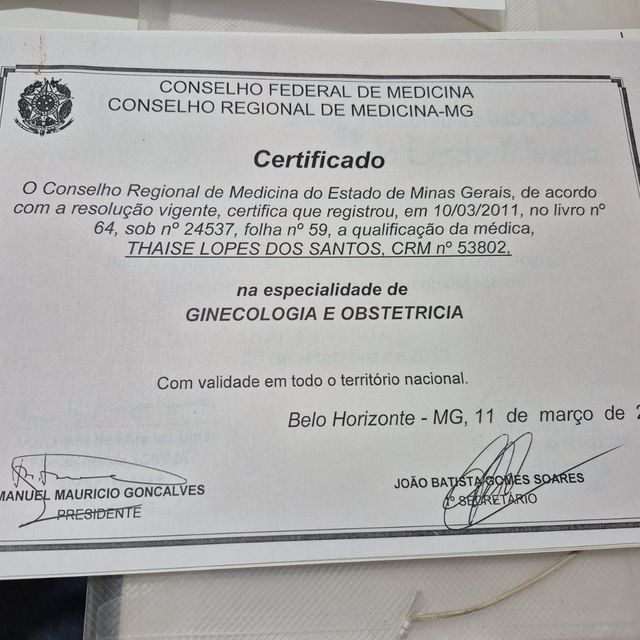 CONSELHO FEDERAL DE MEDICINA
CONSELHO REGIONAL DE MEDICINA-MG
Certificado
O Conselho Regional de Medicina do Estado de Minas Gerais, de acordo
com a resolução vigente, certifica que registrou, em 10/03/2011, no livro nº
64, sob nº 24537, folha nº 59, a qualificação da médica,
THAISE LOPES DOS SANTOS, CRM nº 53802,
na especialidade de
GINECOLOGIA E OBSTETRICIA
Com validade em todo o território nacional.
Belo Horizonte - MG, 11 de março de 2
MANUEL MAURICIO GONCALVES
PRESIDENTE
JOÃO BATISTA GOMES SOARES
1º SECRETÁRIO